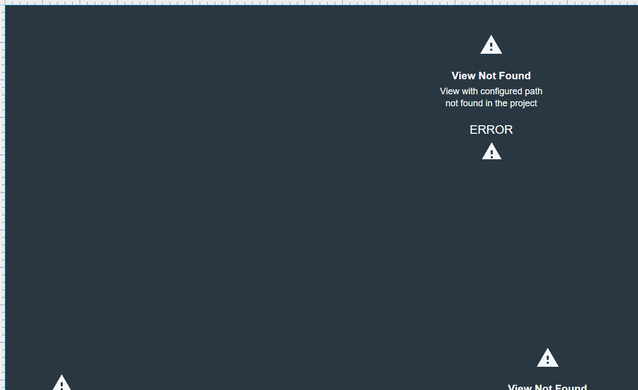 View Not Found
View with configured path
not found in the project
ERROR
View Not Found